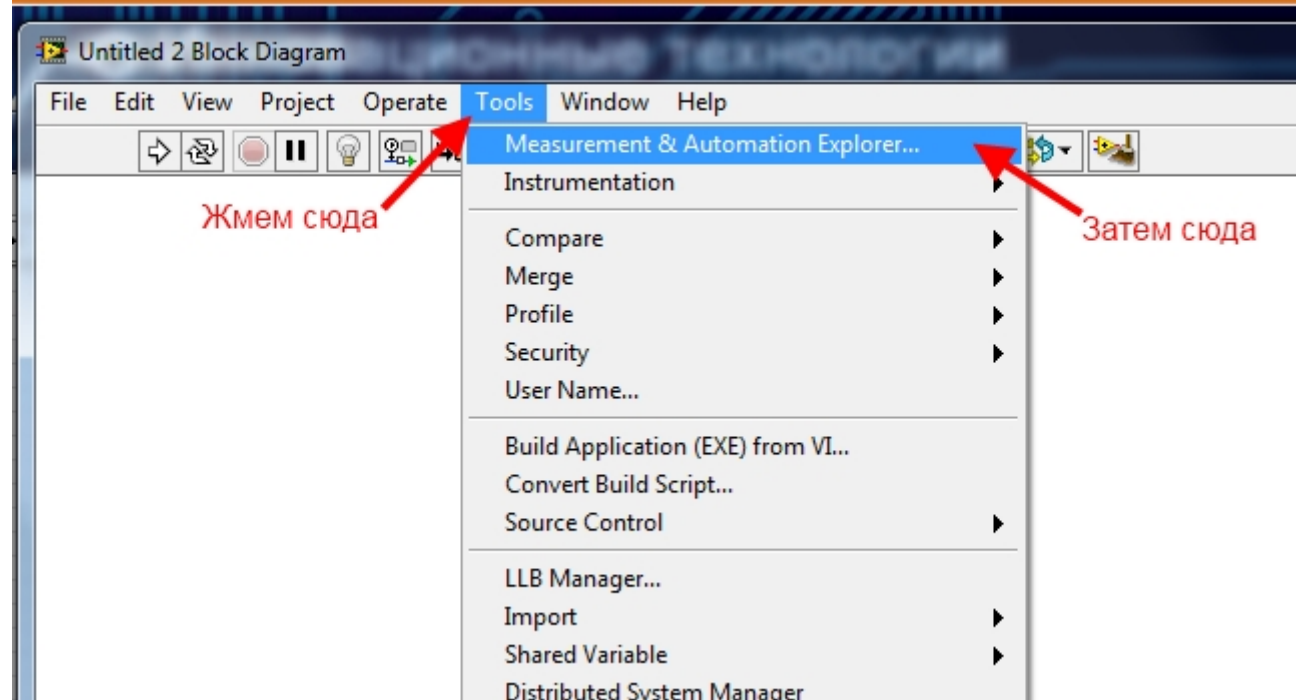 Untitled 2 Block Diagram
технологии
File Edit View Project Operate Tools Window Help
Measurement & Automation Explorer...
Instrumentation
Жмем сюда
Затем сюда
Compare
Merge
Profile
Security
User Name...
Build Application (EXE) from VI...
Convert Build Script...
Source Control
LLB Manager...
Import
Shared Variable
Distributed System Manager